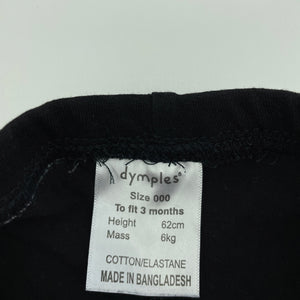 dymples®
Size 000
To fit 3 months
Height 62cm
Mass 6kg
COTTON/ELASTANE
MADE IN BANGLADESH